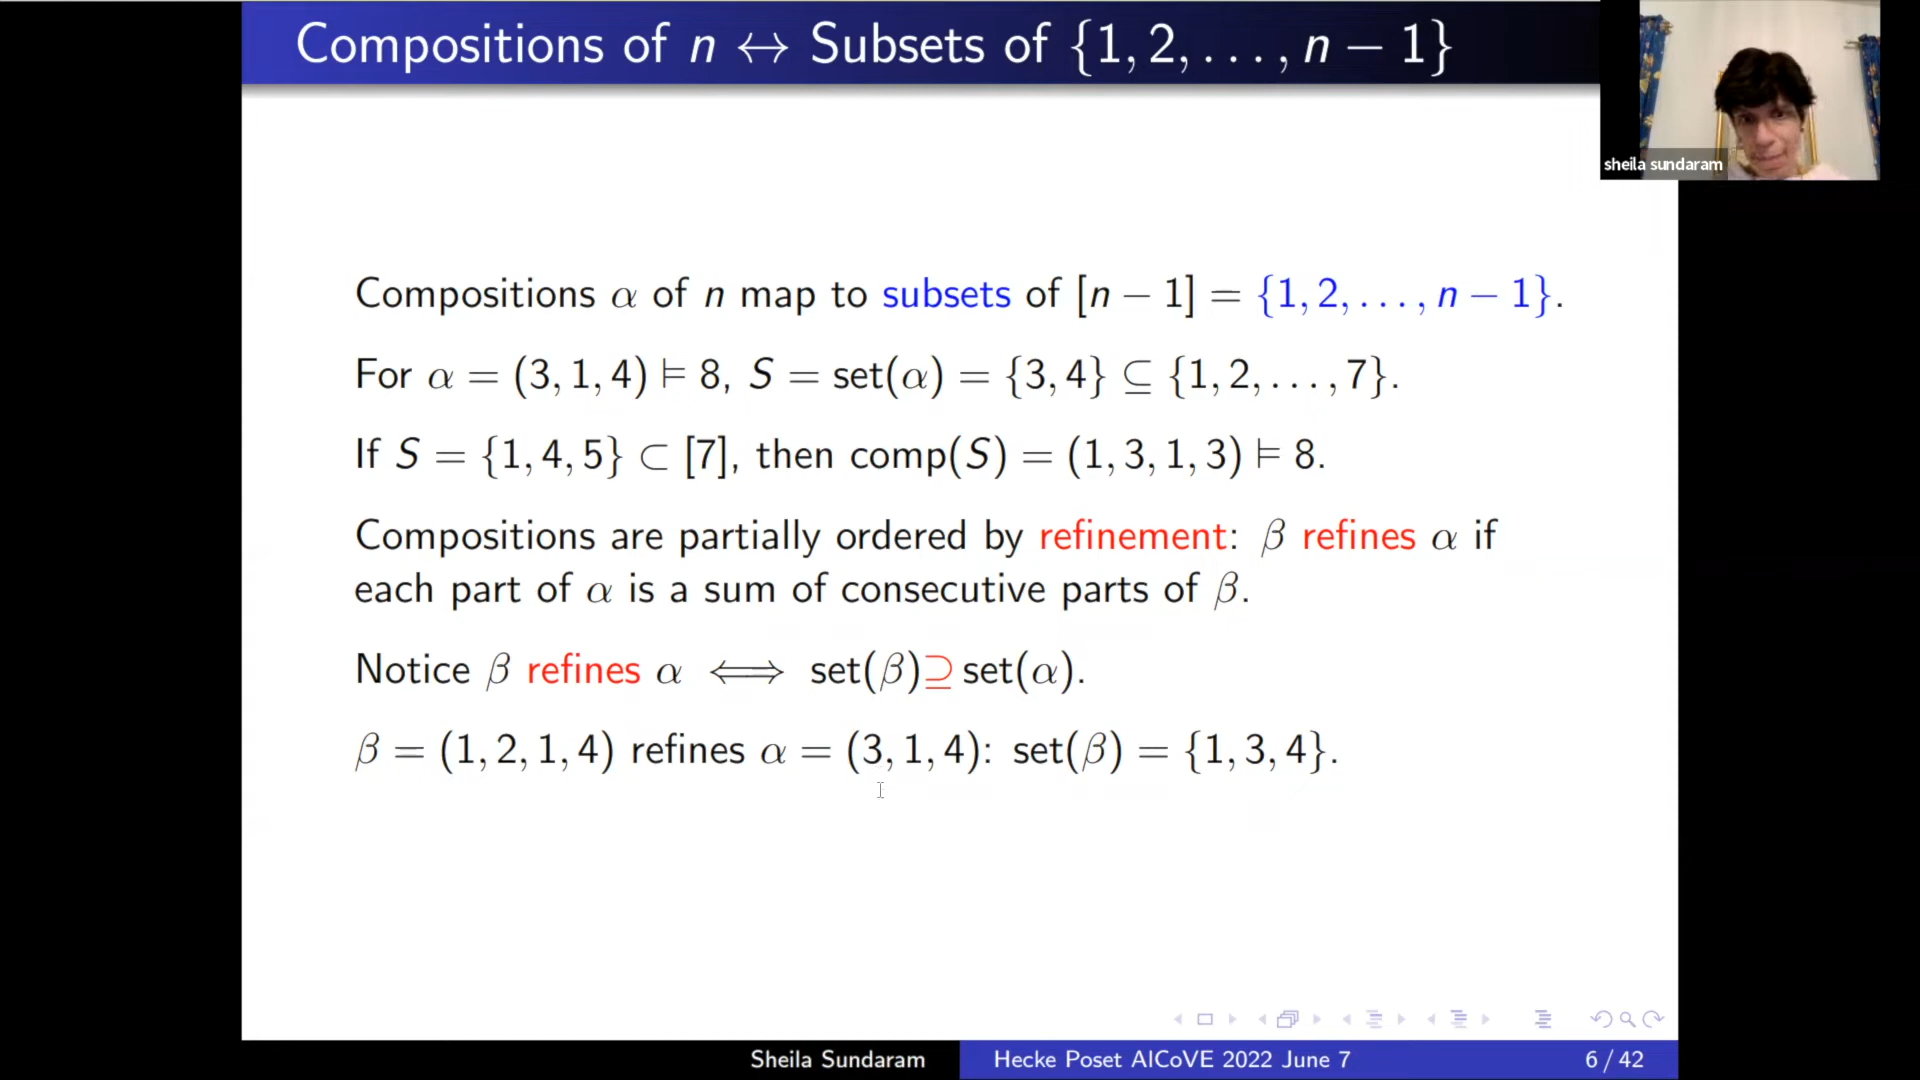 Compositions of n ↔ Subsets of {1, 2, . . . , n − 1}
sheila sundaram
Compositions α of n map to subsets of [n − 1] = {1, 2, . . . , n − 1}.
For α = (3, 1, 4) ⊨ 8, S = set(α) = {3, 4} ⊆ {1, 2, . . . , 7}.
If S = {1, 4, 5} ⊂ [7], then comp(S) = (1, 3, 1, 3) ⊨ 8.
Compositions are partially ordered by refinement: β refines α if
each part of α is a sum of consecutive parts of β.
Notice β refines α ⟺ set(β)⊇ set(α).
β = (1, 2, 1, 4) refines α = (3, 1, 4): set(β) = {1, 3, 4}.
Sheila Sundaram Hecke Poset AlCoVE 2022 June 7 6 / 42